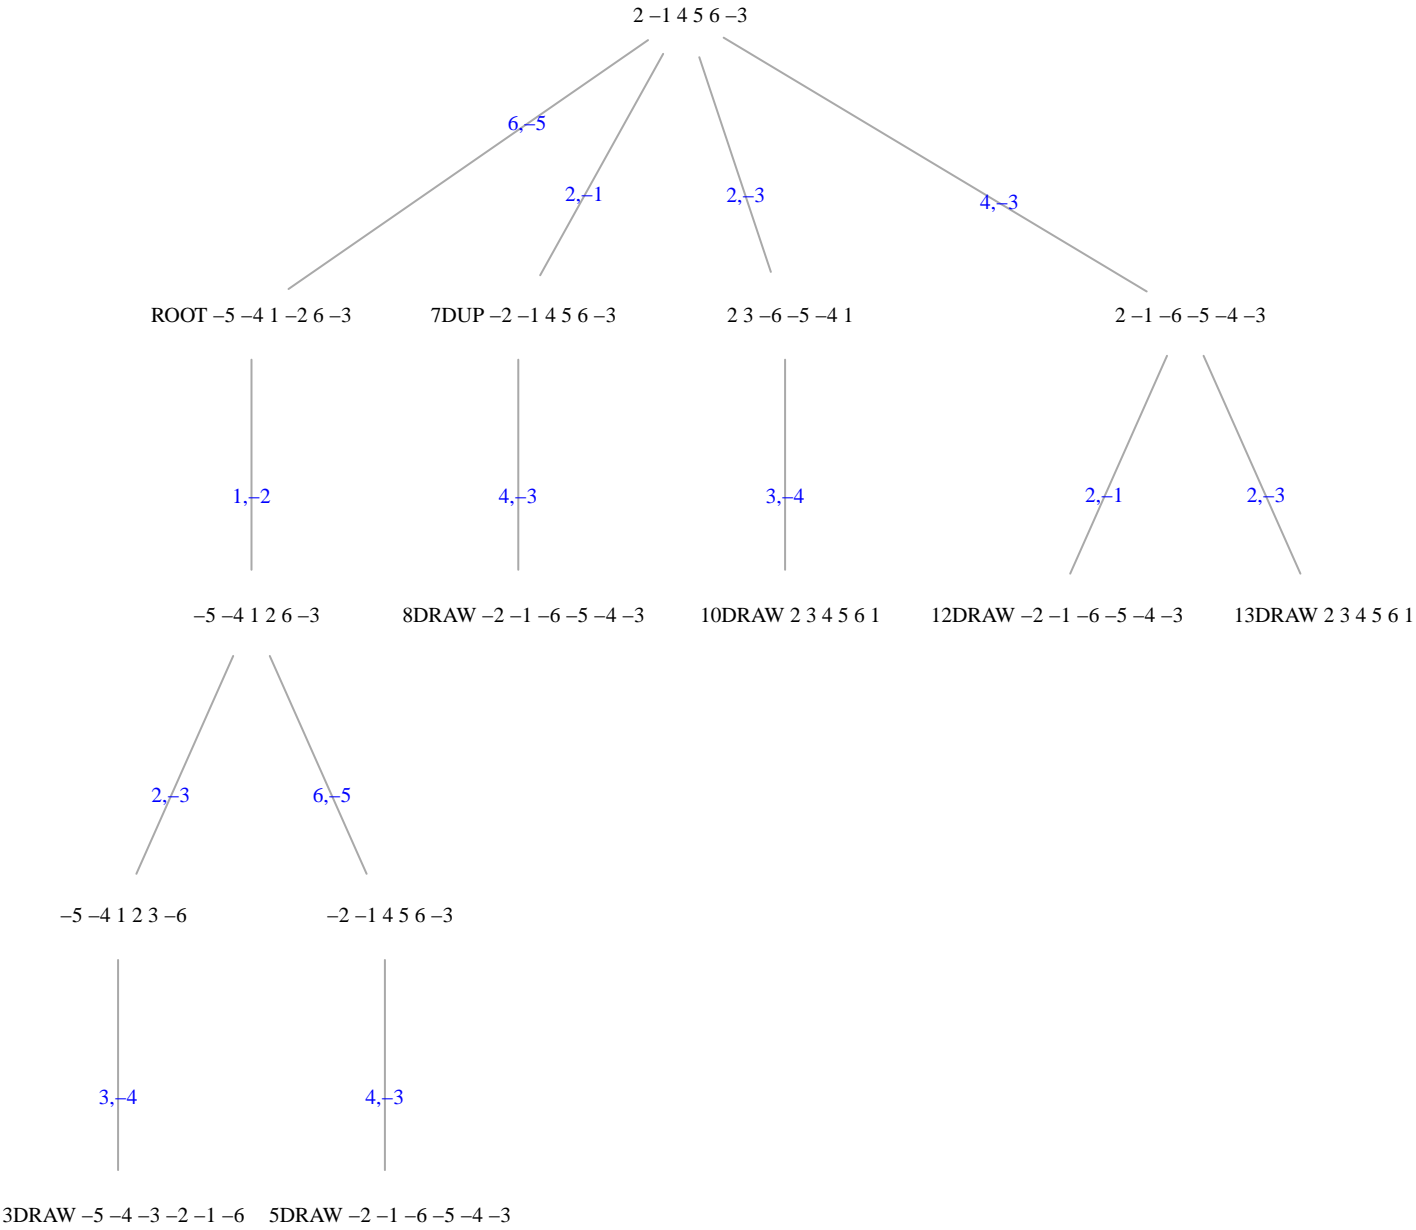 2 –1 4 5 6 –3
6,–5
2,–1
2,–3
4,–3
ROOT –5 –4 1 –2 6 –3
7DUP –2 –1 4 5 6 –3
2 3 –6 –5 –4 1
2 –1 –6 –5 –4 –3
1,–2
4,–3
3,–4
2,–1
2,–3
–5 –4 1 2 6 –3
8DRAW –2 –1 –6 –5 –4 –3
10DRAW 2 3 4 5 6 1
12DRAW –2 –1 –6 –5 –4 –3
13DRAW 2 3 4 5 6 1
2,–3
6,–5
–5 –4 1 2 3 –6
–2 –1 4 5 6 –3
3,–4
4,–3
3DRAW –5 –4 –3 –2 –1 –6
5DRAW –2 –1 –6 –5 –4 –3